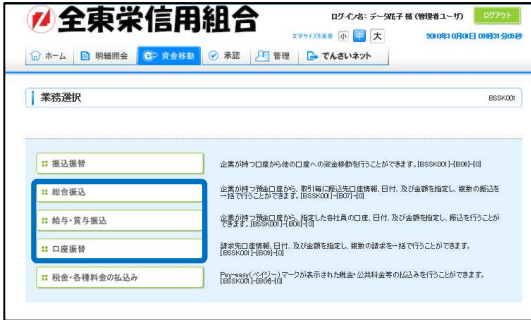 全東栄信用組合
ログイン名: データ花子 様 (管理者ユーザ) ログアウト
文字サイズを変更 小 中 大 2010年10月01日 09時31分05秒
ホーム 明細照会 資金移動 承認 管理 でんさいネット
業務選択 BSSK001
振込振替 企業が持つ口座から他の口座への資金移動を行うことができます。[BSSK001]-[B06]-[0]
総合振込 企業が持つ預金口座から、取引毎に振込先口座情報、日付、及び金額を指定し、複数の振込を
一括で行うことができます。[BSSK001]-[B07]-[0]
給与・賞与振込 企業が持つ預金口座から、指定した各社員の口座、日付、及び金額を指定し、振込を行うことが
できます。[BSSK001]-[B08]-[0]
口座振替 請求先口座情報、日付、及び金額を指定し、複数の請求を一括で行うことができます。
[BSSK001]-[B09]-[0]
税金・各種料金の払込み Pay-easy(ペイジー)マークが表示された税金・公共料金等の払込みを行うことができます。